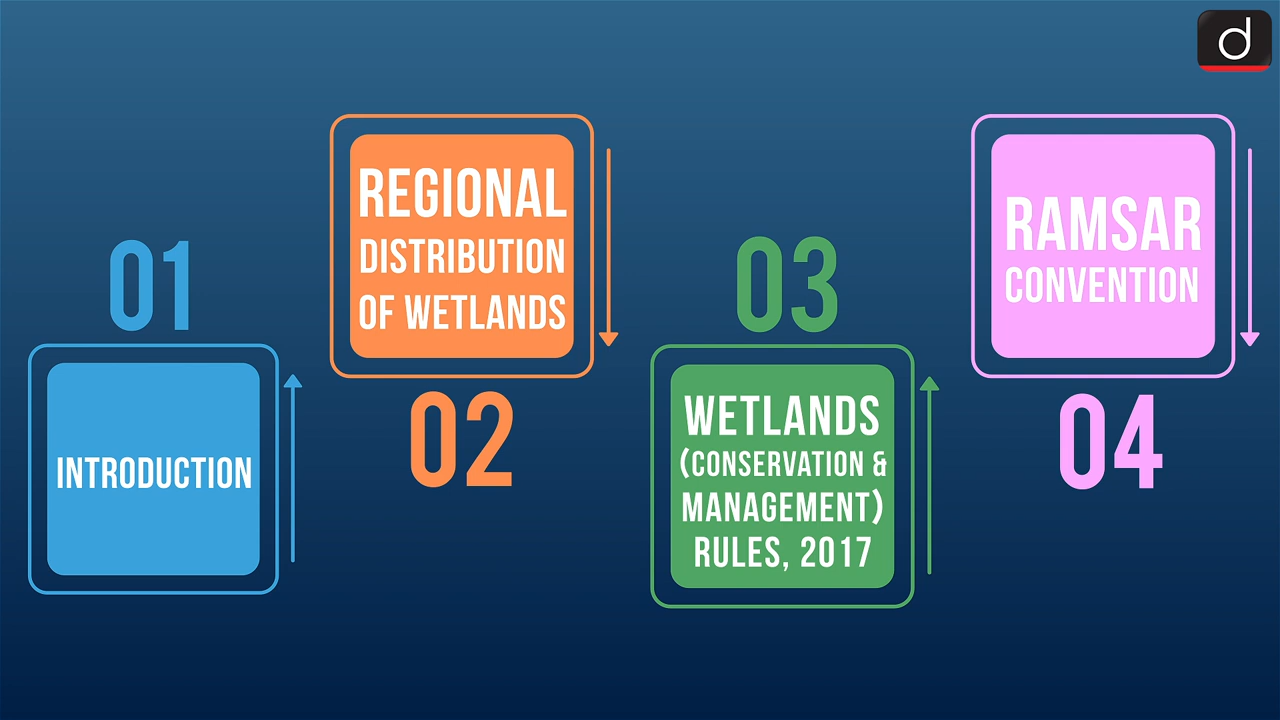 01
INTRODUCTION
REGIONAL
DISTRIBUTION
OF WETLANDS
02
03
WETLANDS
(CONSERVATION &
MANAGEMENT)
RULES, 2017
RAMSAR
CONVENTION
04
d